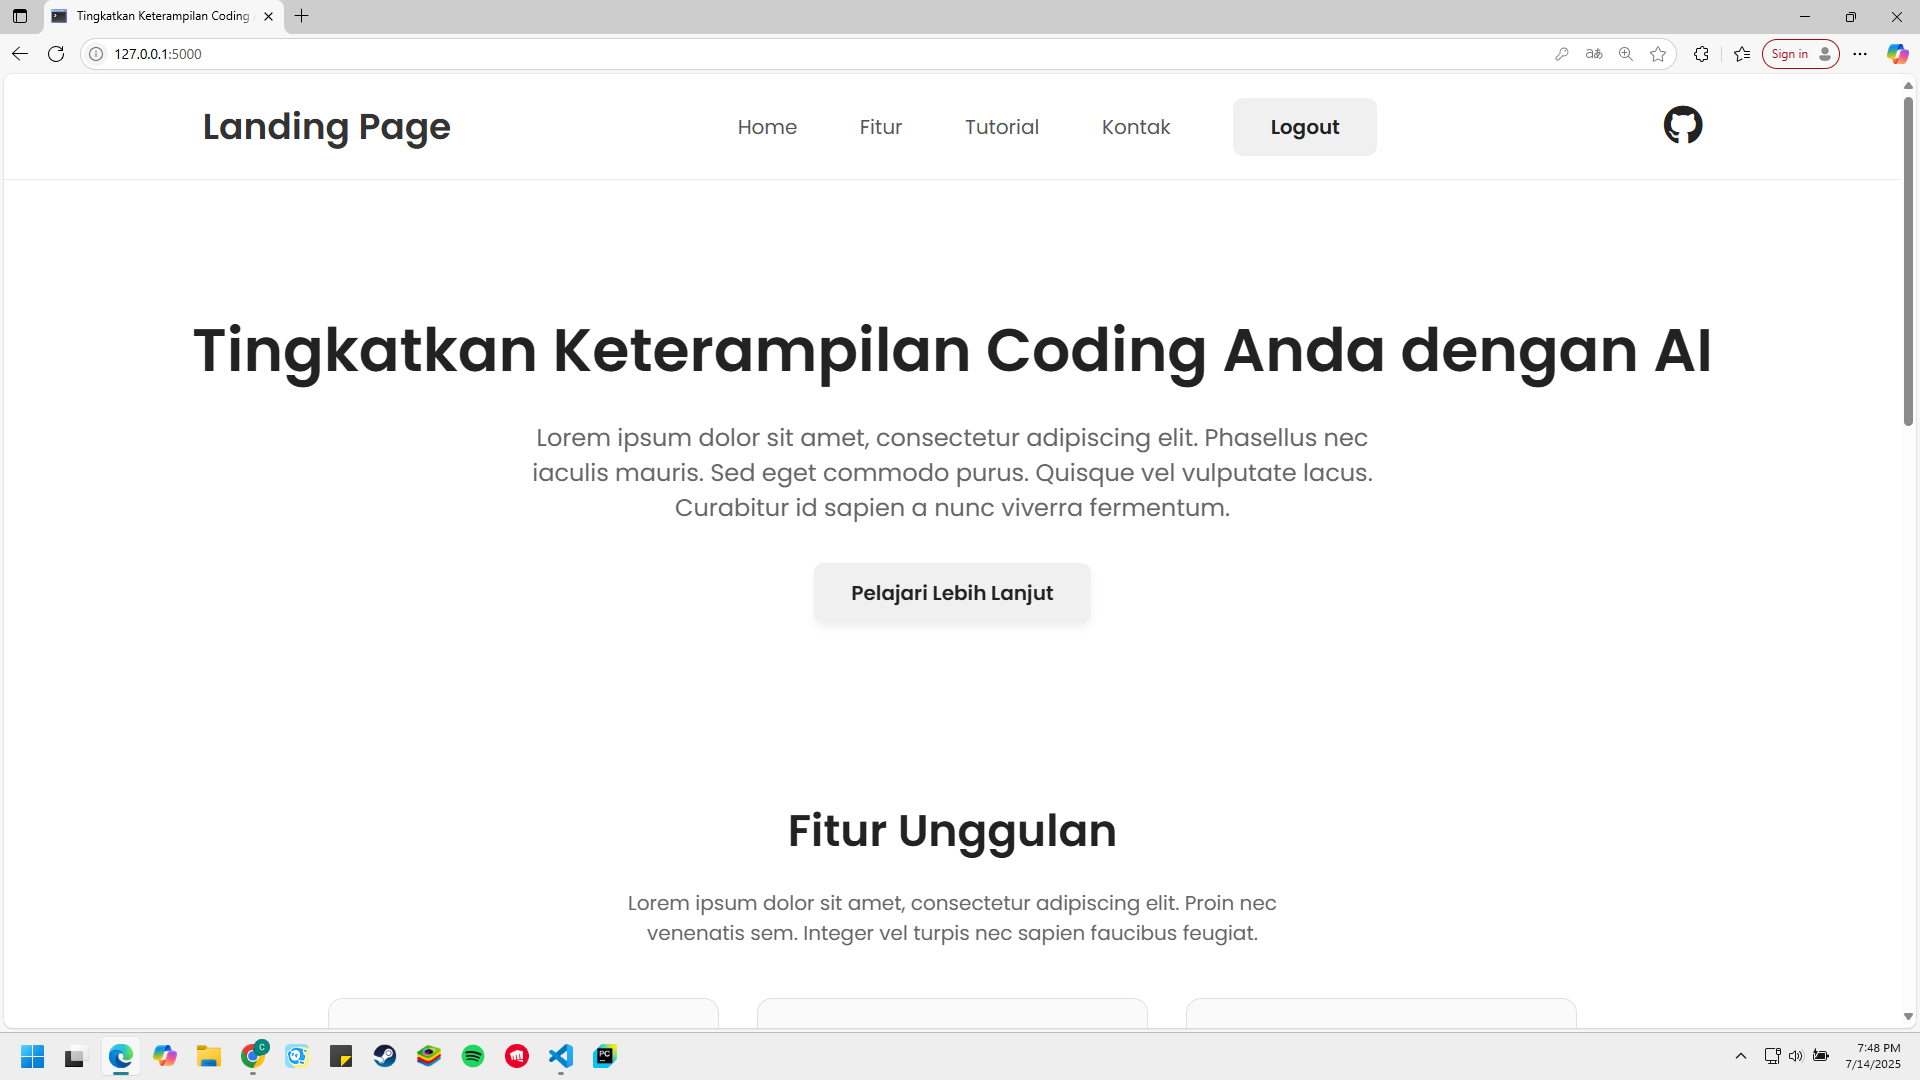 Tingkatkan Keterampilan Coding
127.0.0.1:5000
Sign in
Landing Page
Home
Fitur
Tutorial
Kontak
Logout
Tingkatkan Keterampilan Coding Anda dengan AI
Lorem ipsum dolor sit amet, consectetur adipiscing elit. Phasellus nec
iaculis mauris. Sed eget commodo purus. Quisque vel vulputate lacus.
Curabitur id sapien a nunc viverra fermentum.
Pelajari Lebih Lanjut
Fitur Unggulan
Lorem ipsum dolor sit amet, consectetur adipiscing elit. Proin nec
venenatis sem. Integer vel turpis nec sapien faucibus feugiat.
7:48 PM
7/14/2025